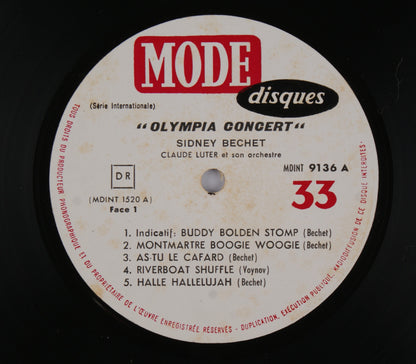 MODE
disques
(Série Internationale)
"OLYMPIA CONCERT"
SIDNEY BECHET
CLAUDE LUTER et son orchestre
MDINT 9136 A
DR
33
(MDINT 1520 A)
Face 1
1. Indicatif: BUDDY BOLDEN STOMP (Bechet)
2. MONTMARTRE BOOGIE WOOGIE (Bechet)
3. AS-TU LE CAFARD (Bechet)
4. RIVERBOAT SHUFFLE (Voynov)
5. HALLE HALLELUJAH (Bechet)
TOUS DROITS DU PRODUCTEUR PHONOGRAPHIQUE ET DU PROPRIÉTAIRE DE L'ŒUVRE ENREGISTRÉE RÉSERVÉS - DUPLICATION, EXÉCUTION PUBLIQUE, RADIODIFFUSION DE CE DISQUE INTERDITES